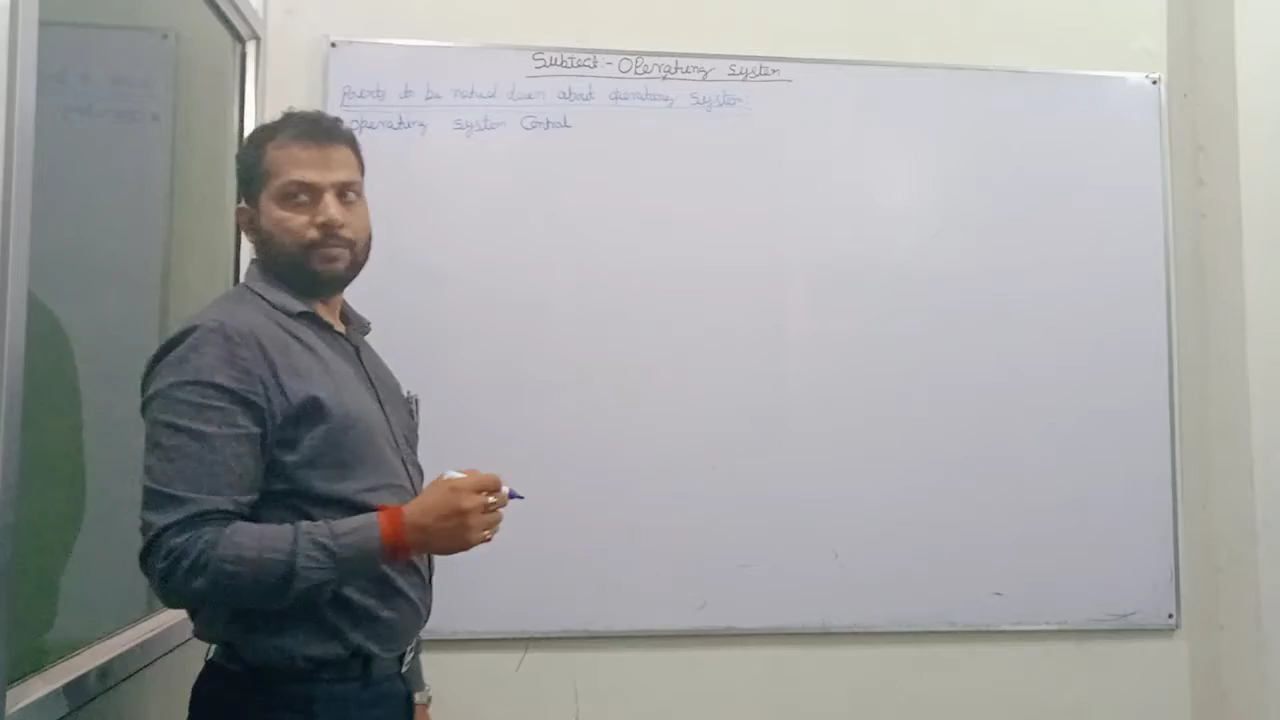 Subject:- Operating System
Points to be noted down about operating system:
Operating system Control